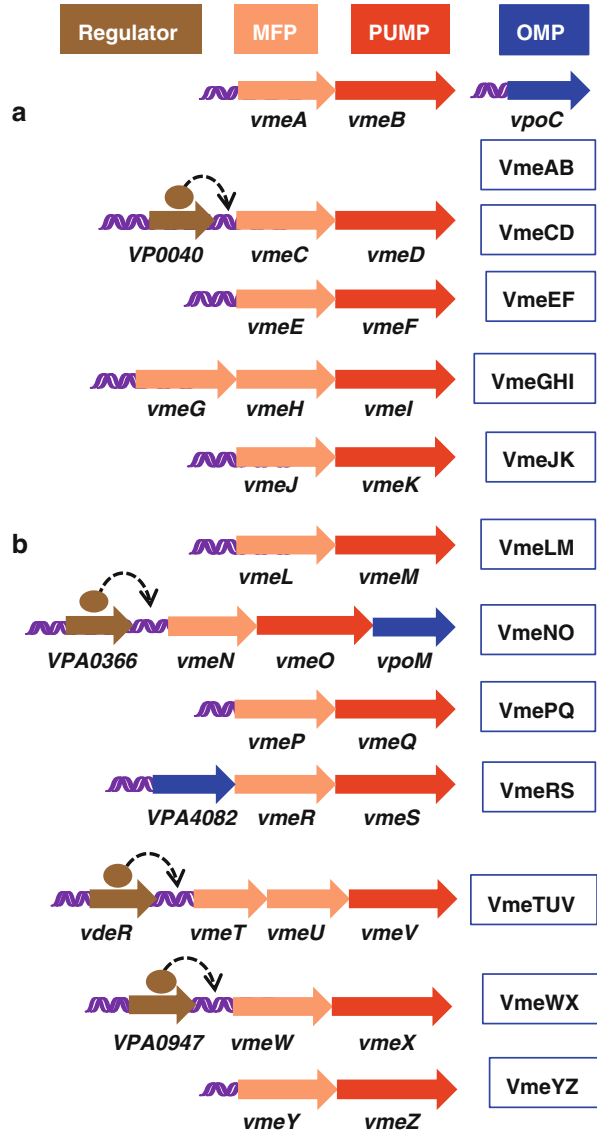 Regulator MFP PUMP OMP
a
vmeA vmeB vpoC
VmeAB
VP0040 vmeC vmeD
VmeCD
vmeE vmeF
VmeEF
vmeG vmeH vmeI
VmeGHI
vmeJ vmeK
VmeJK
b
vmeL vmeM
VmeLM
VPA0366 vmeN vmeO vpoM
VmeNO
vmeP vmeQ
VmePQ
VPA4082 vmeR vmeS
VmeRS
vdeR vmeT vmeU vmeV
VmeTUV
VPA0947 vmeW vmeX
VmeWX
vmeY vmeZ
VmeYZ